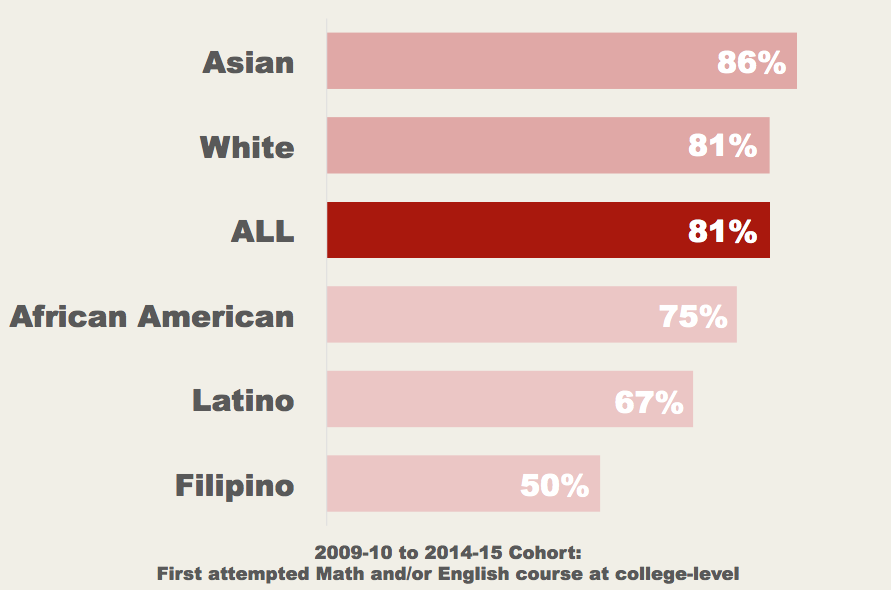 Asian 86%
White 81%
ALL 81%
African American 75%
Latino 67%
Filipino 50%
2009-10 to 2014-15 Cohort:
First attempted Math and/or English course at college-level